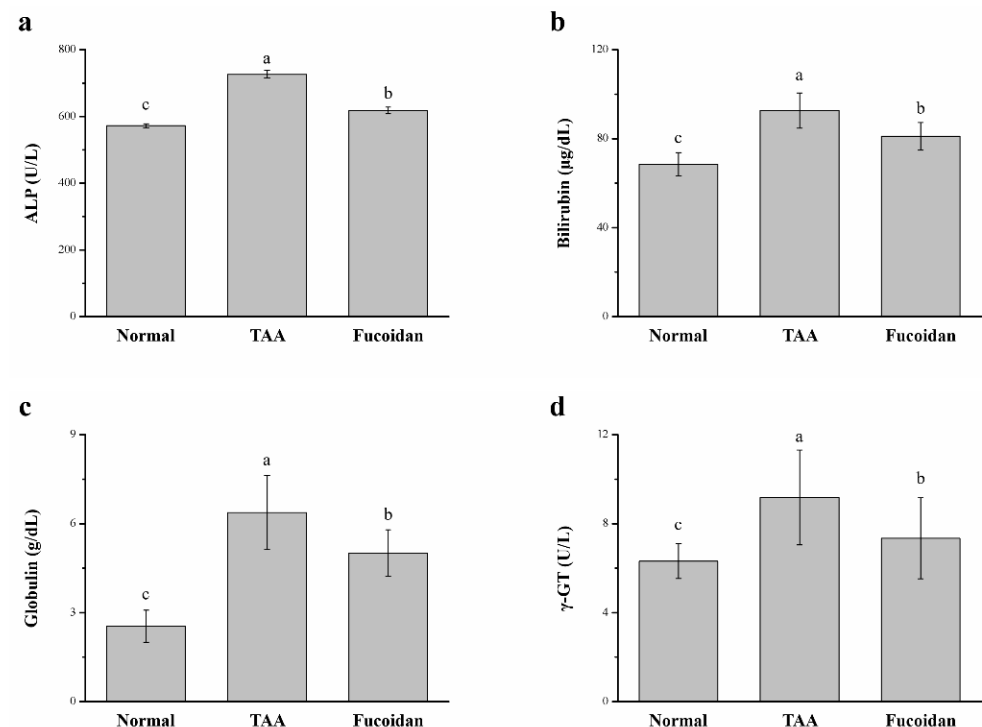 a
ALP (U/L)
800
600
400
200
0
c
a
b
Normal TAA Fucoidan
b
Bilirubin (µg/dL)
120
80
40
0
c
a
b
Normal TAA Fucoidan
c
Globulin (g/dL)
9
6
3
0
c
a
b
Normal TAA Fucoidan
d
γ-GT (U/L)
12
8
4
0
c
a
b
Normal TAA Fucoidan